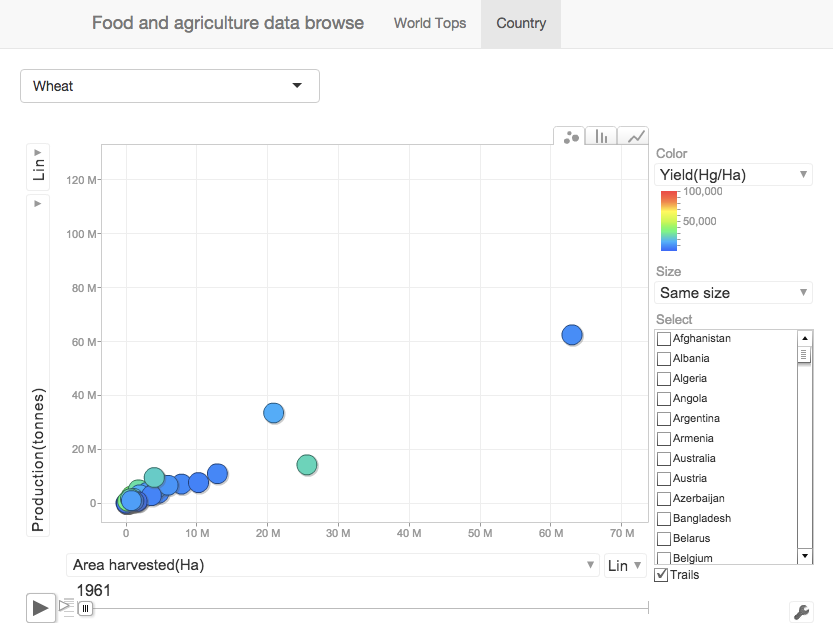 Food and agriculture data browse
World Tops
Country
Wheat
Lin
Production(tonnes)
120 M
100 M
80 M
60 M
40 M
20 M
0
0
10 M
20 M
30 M
40 M
50 M
60 M
70 M
Area harvested(Ha)
Lin
1961
Color
Yield(Hg/Ha)
100,000
50,000
Size
Same size
Select
Afghanistan
Albania
Algeria
Angola
Argentina
Armenia
Australia
Austria
Azerbaijan
Bangladesh
Belarus
Belgium
Trails